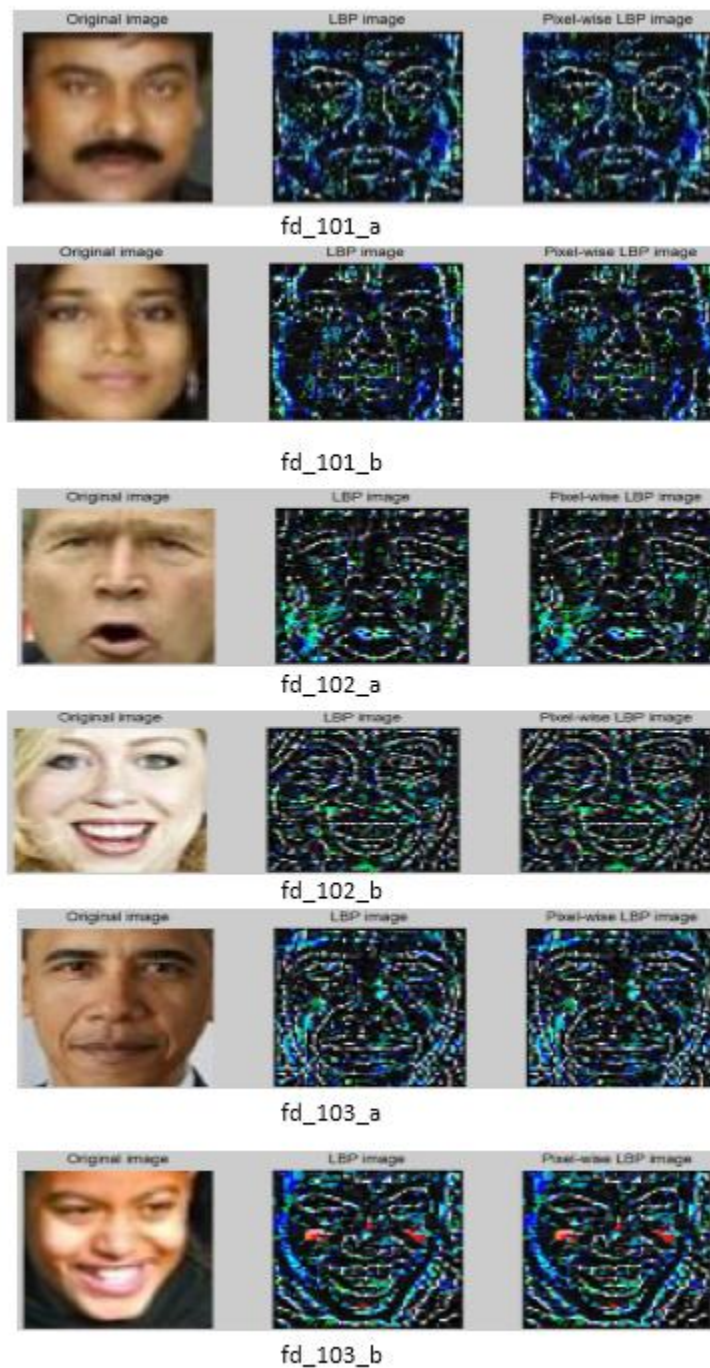 Original image LBP image Pixel-wise LBP image
fd_101_a
Original image LBP image Pixel-wise LBP image
fd_101_b
Original image LBP image Pixel-wise LBP image
fd_102_a
Original image LBP image Pixel-wise LBP image
fd_102_b
Original image LBP image Pixel-wise LBP image
fd_103_a
Original image LBP image Pixel-wise LBP image
fd_103_b